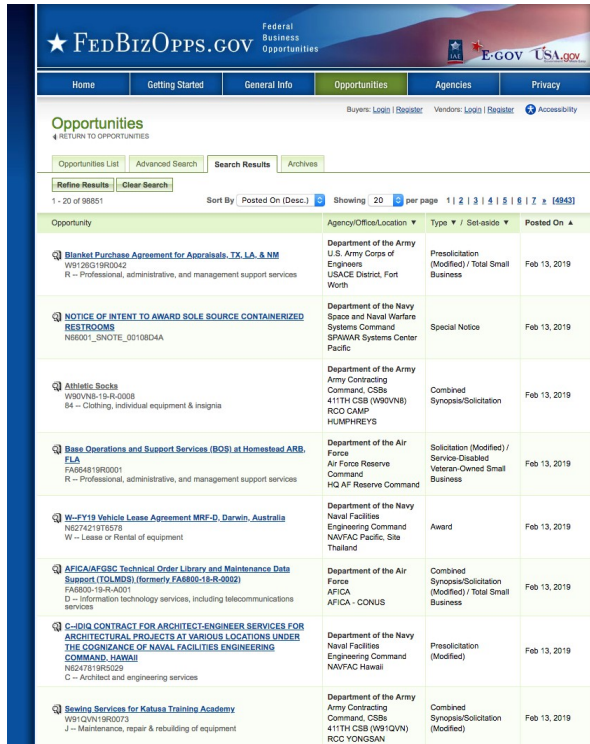 ★ FEDBIZOPPS.GOV
Federal
Business
Opportunities
IAE
E-GOV
USA.gov
Home
Getting Started
General Info
Opportunities
Agencies
Privacy
Buyers: Login | Register Vendors: Login | Register Accessibility
Opportunities
RETURN TO OPPORTUNITIES
Opportunities List
Advanced Search
Search Results
Archives
Refine Results
Clear Search
1 - 20 of 98851
Sort By Posted On (Desc.) Showing 20 per page 1 | 2 | 3 | 4 | 5 | 6 | 7 » [4943]
Opportunity
Agency/Office/Location ▼
Type ▼ / Set-aside ▼
Posted On ▲
Blanket Purchase Agreement for Appraisals, TX, LA, & NM
W9126G19R0042
R -- Professional, administrative, and management support services
Department of the Army
U.S. Army Corps of
Engineers
USACE District, Fort
Worth
Presolicitation
(Modified) / Total Small
Business
Feb 13, 2019
NOTICE OF INTENT TO AWARD SOLE SOURCE CONTAINERIZED
RESTROOMS
N66001_SNOTE_00108D4A
Department of the Navy
Space and Naval Warfare
Systems Command
SPAWAR Systems Center
Pacific
Special Notice
Feb 13, 2019
Athletic Socks
W90VN8-19-R-0008
84 -- Clothing, individual equipment & insignia
Department of the Army
Army Contracting
Command, CSBs
411TH CSB (W90VN8)
RCO CAMP
HUMPHREYS
Combined
Synopsis/Solicitation
Feb 13, 2019
Base Operations and Support Services (BOS) at Homestead ARB,
FLA
FA664819R0001
R -- Professional, administrative, and management support services
Department of the Air
Force
Air Force Reserve
Command
HQ AF Reserve Command
Solicitation (Modified) /
Service-Disabled
Veteran-Owned Small
Business
Feb 13, 2019
W--FY19 Vehicle Lease Agreement MRF-D, Darwin, Australia
N6274219T6578
W -- Lease or Rental of equipment
Department of the Navy
Naval Facilities
Engineering Command
NAVFAC Pacific, Site
Thailand
Award
Feb 13, 2019
AFICA/AFGSC Technical Order Library and Maintenance Data
Support (TOLMDS) (formerly FA6800-18-R-0002)
FA6800-19-R-A001
D -- Information technology services, including telecommunications
services
Department of the Air
Force
AFICA
AFICA - CONUS
Combined
Synopsis/Solicitation
(Modified) / Total Small
Business
Feb 13, 2019
C--IDIQ CONTRACT FOR ARCHITECT-ENGINEER SERVICES FOR
ARCHITECTURAL PROJECTS AT VARIOUS LOCATIONS UNDER
THE COGNIZANCE OF NAVAL FACILITIES ENGINEERING
COMMAND, HAWAII
N6247819R5029
C -- Architect and engineering services
Department of the Navy
Naval Facilities
Engineering Command
NAVFAC Hawaii
Presolicitation
(Modified)
Feb 13, 2019
Sewing Services for Katusa Training Academy
W91QVN19R0073
J -- Maintenance, repair & rebuilding of equipment
Department of the Army
Army Contracting
Command, CSBs
411TH CSB (W91QVN)
RCC YONGSAN
Combined
Synopsis/Solicitation
(Modified)
Feb 13, 2019